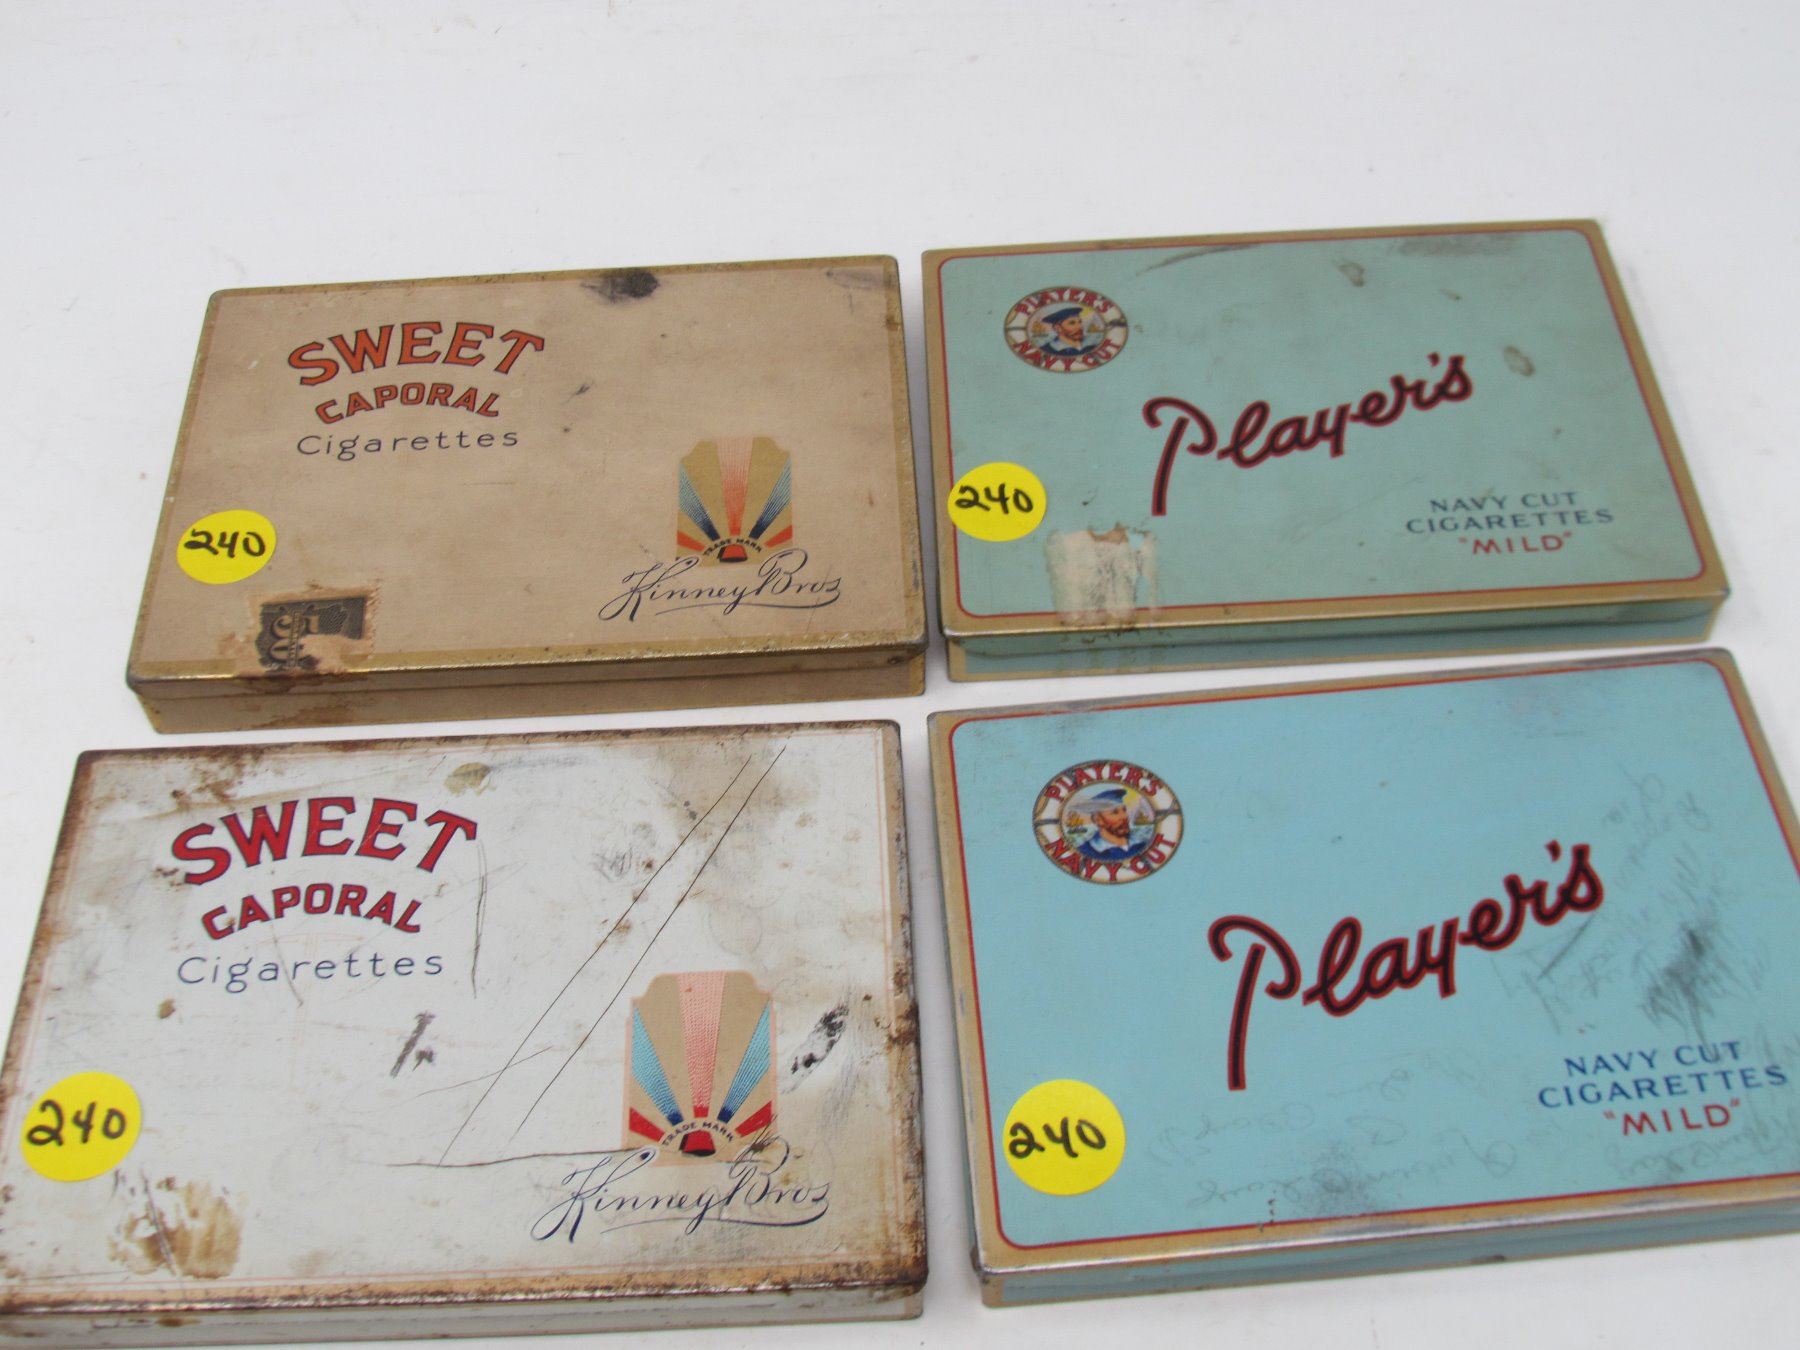 SWEET
CAPORAL
Cigarettes
240
TRADE MARK
Kinney Bros
PLAYER'S
NAVY CUT
Player's
240
NAVY CUT
CIGARETTES
"MILD"
SWEET
CAPORAL
Cigarettes
240
TRADE MARK
Kinney Bros
PLAYER'S
NAVY CUT
Player's
240
NAVY CUT
CIGARETTES
"MILD"